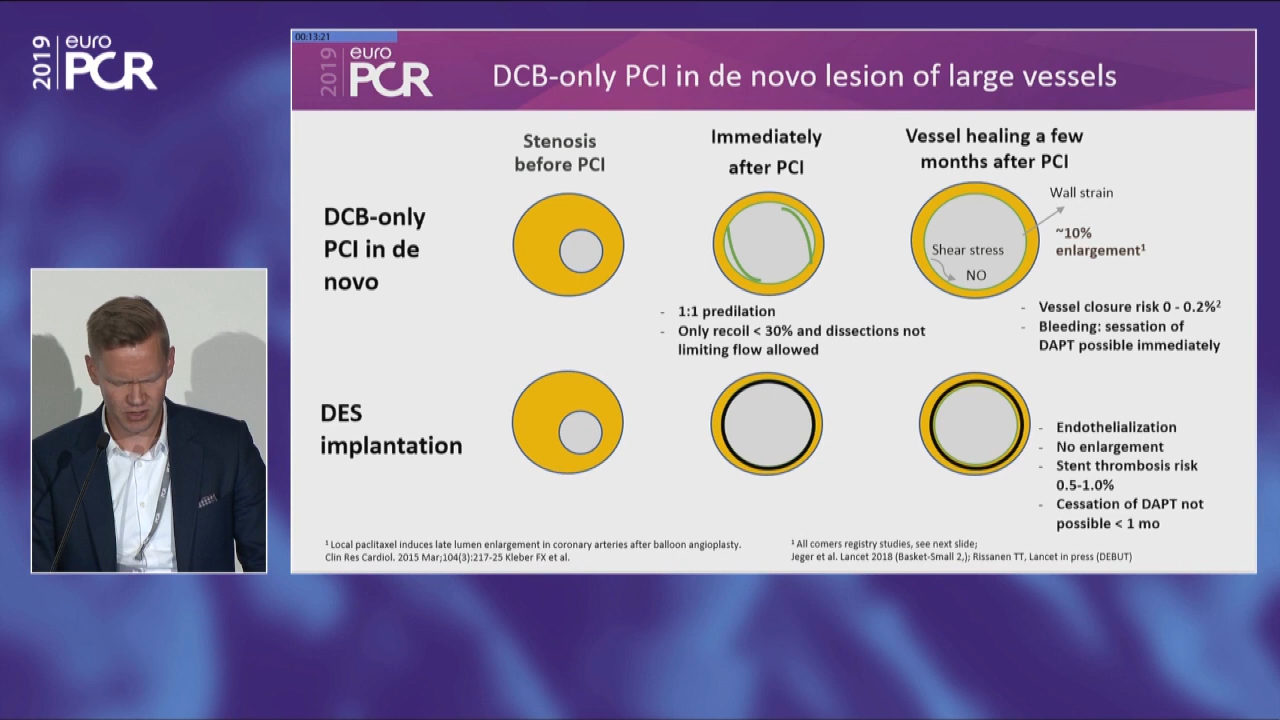 2019 euro PCR
00:13:21
2019 euro PCR
DCB-only PCI in de novo lesion of large vessels
Stenosis
before PCI
Immediately
after PCI
Vessel healing a few
months after PCI
DCB-only
PCI in de
novo
Wall strain
~10%
enlargement¹
Shear stress
NO
- 1:1 predilation
- Only recoil < 30% and dissections not
limiting flow allowed
- Vessel closure risk 0 - 0.2%²
- Bleeding: sessation of
DAPT possible immediately
DES
implantation
- Endothelialization
- No enlargement
- Stent thrombosis risk
0.5-1.0%
- Cessation of DAPT not
possible < 1 mo
¹ Local paclitaxel induces late lumen enlargement in coronary arteries after balloon angioplasty.
Clin Res Cardiol. 2015 Mar;104(3):217-25 Kleber FX et al.
¹ All comers registry studies, see next slide;
Jeger et al. Lancet 2018 (Basket-Small 2,); Rissanen TT, Lancet in press (DEBUT)